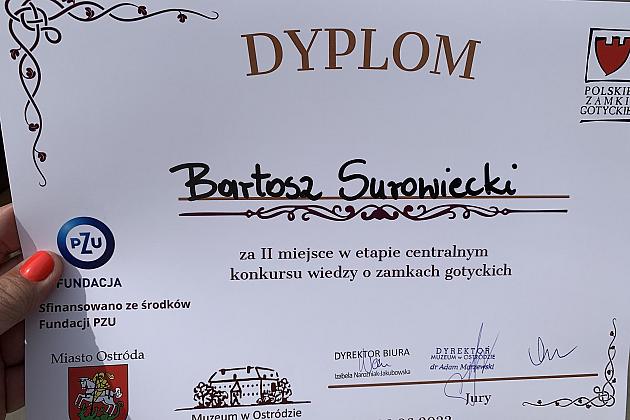 DYPLOM
POLSKIE
ZAMKI
GOTYCKIE
Bartosz Surowiecki
za II miejsce w etapie centralnym
konkursu wiedzy o zamkach gotyckich
PZU
FUNDACJA
Sfinansowano ze środków
Fundacji PZU
Miasto Ostróda
Muzeum w Ostródzie
DYREKTOR BIURA
Izabela Narożniak-Jakubowska
DYREKTOR
MUZEUM w OSTRÓDZIE
dr Adam Marzewski
Jury